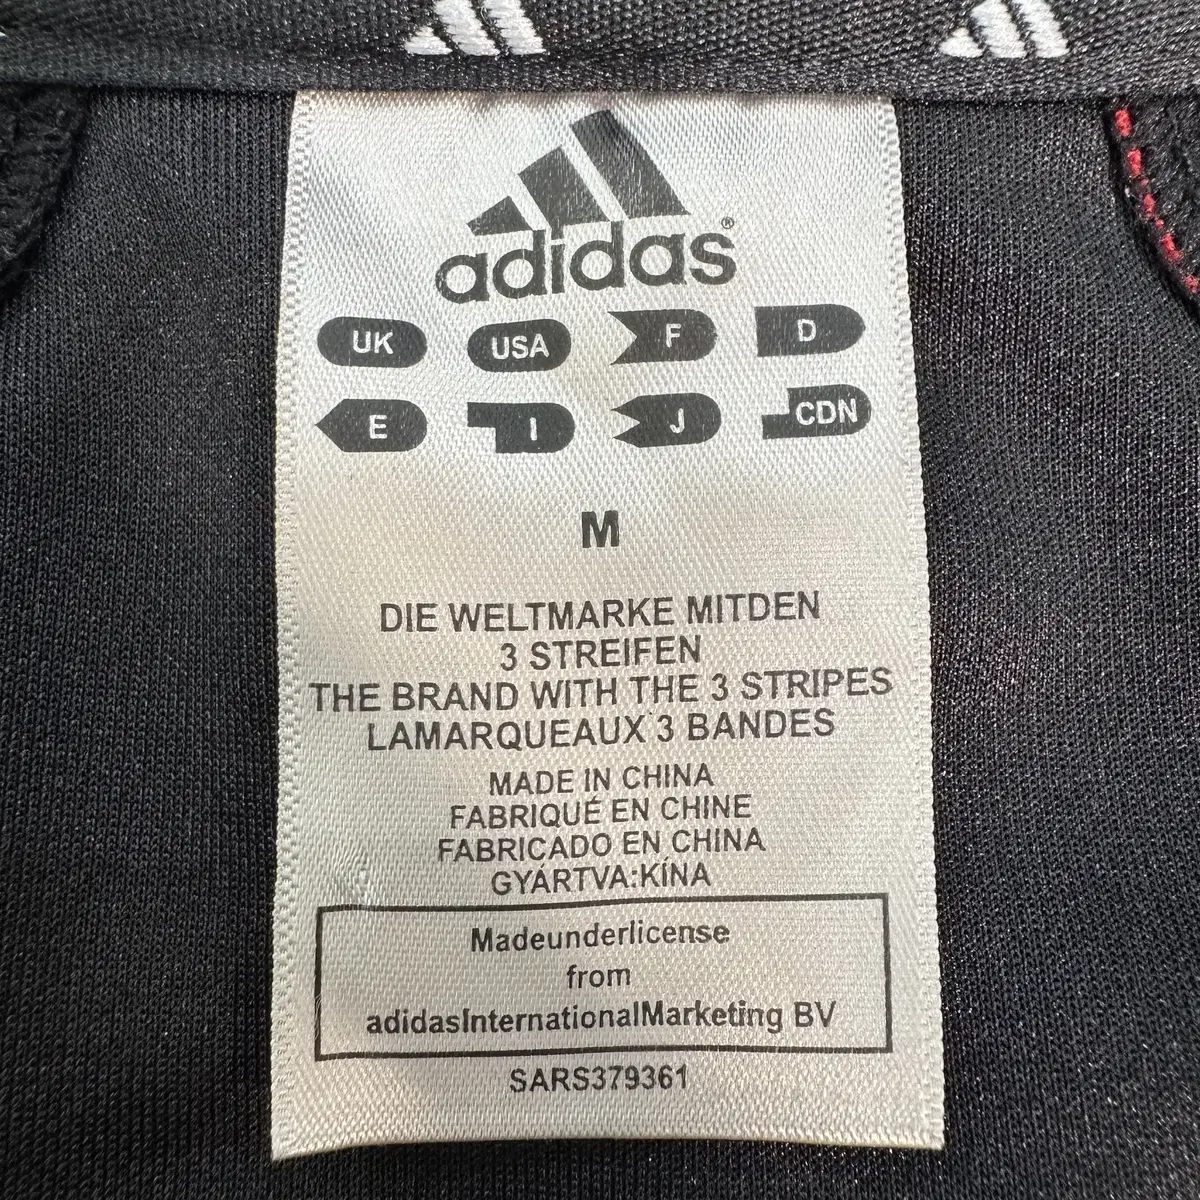 adidas®
UK USA F D
E I J CDN
M
DIE WELTMARKE MITDEN
3 STREIFEN
THE BRAND WITH THE 3 STRIPES
LAMARQUEAUX 3 BANDES
MADE IN CHINA
FABRIQUÉ EN CHINE
FABRICADO EN CHINA
GYÁRTVA:KÍNA
Madeunderlicense
from
adidasInternationalMarketing BV
SARS379361